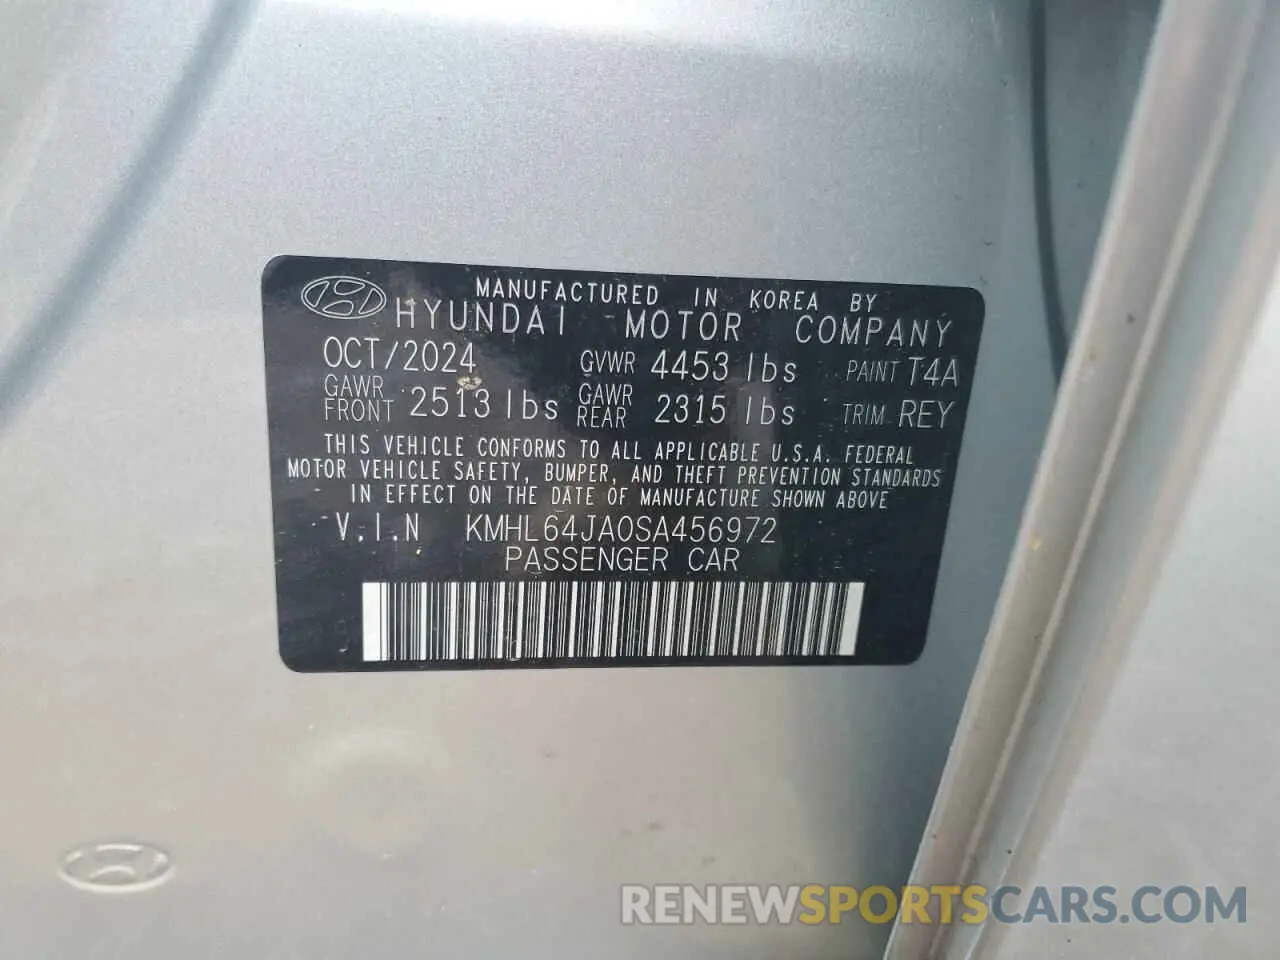 MANUFACTURED IN KOREA BY
HYUNDAI MOTOR COMPANY
OCT/2024 GVWR 4453 lbs PAINT T4A
GAWR FRONT 2513 lbs GAWR REAR 2315 lbs TRIM REY
THIS VEHICLE CONFORMS TO ALL APPLICABLE U.S.A. FEDERAL
MOTOR VEHICLE SAFETY, BUMPER, AND THEFT PREVENTION STANDARDS
IN EFFECT ON THE DATE OF MANUFACTURE SHOWN ABOVE
V.I.N KMHL64JA0SA456972
PASSENGER CAR
RENEWSPORTSCARS.COM